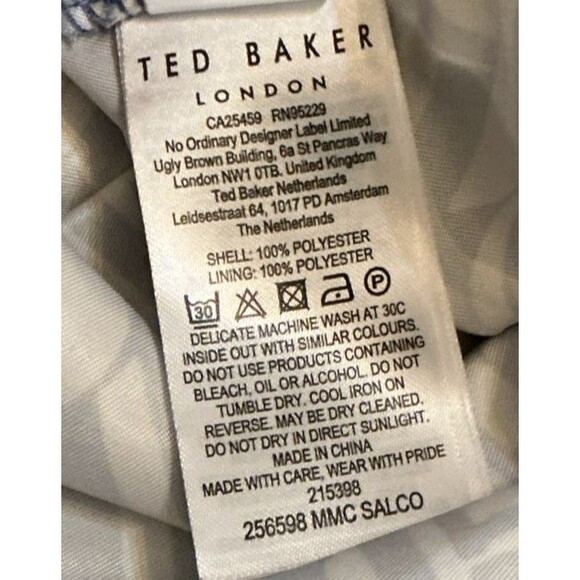 TED BAKER
LONDON
CA25459 RN95229
No Ordinary Designer Label Limited
Ugly Brown Building, 6a St Pancras Way
London NW1 0TB. United Kingdom
Ted Baker Netherlands
Leidsestraat 64, 1017 PD Amsterdam
The Netherlands
SHELL: 100% POLYESTER
LINING: 100% POLYESTER
30 P
DELICATE MACHINE WASH AT 30C
INSIDE OUT WITH SIMILAR COLOURS.
DO NOT USE PRODUCTS CONTAINING
BLEACH, OIL OR ALCOHOL. DO NOT
TUMBLE DRY. COOL IRON ON
REVERSE. MAY BE DRY CLEANED.
DO NOT DRY IN DIRECT SUNLIGHT.
MADE IN CHINA
MADE WITH CARE, WEAR WITH PRIDE
215398
256598 MMC SALCO